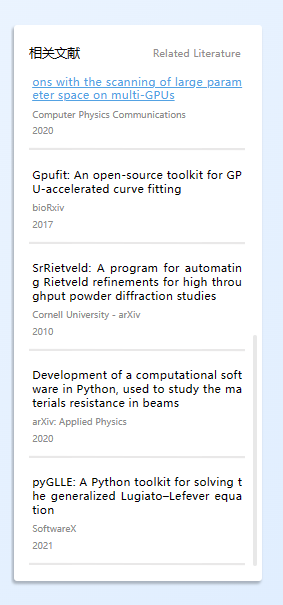 相关文献 Related Literature
ons with the scanning of large param
eter space on multi-GPUs
Computer Physics Communications
2020
Gpufit: An open-source toolkit for GP
U-accelerated curve fitting
bioRxiv
2017
SrRietveld: A program for automatin
g Rietveld refinements for high throu
ghput powder diffraction studies
Cornell University - arXiv
2010
Development of a computational soft
ware in Python, used to study the ma
terials resistance in beams
arXiv: Applied Physics
2020
pyGLLE: A Python toolkit for solving t
he generalized Lugiato–Lefever equa
tion
SoftwareX
2021